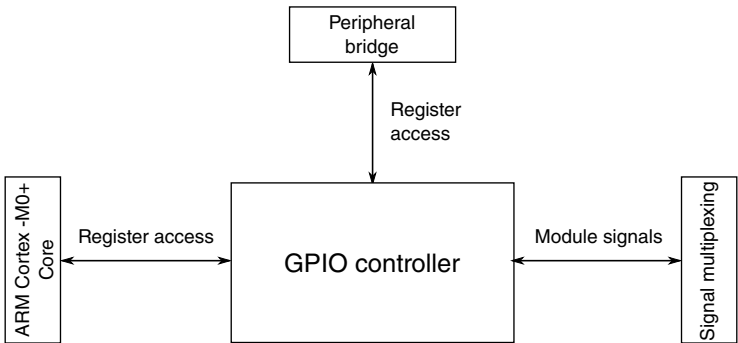 Peripheral
bridge
Register
access
ARM Cortex -M0+
Core
Register access
GPIO controller
Module signals
Signal multiplexing